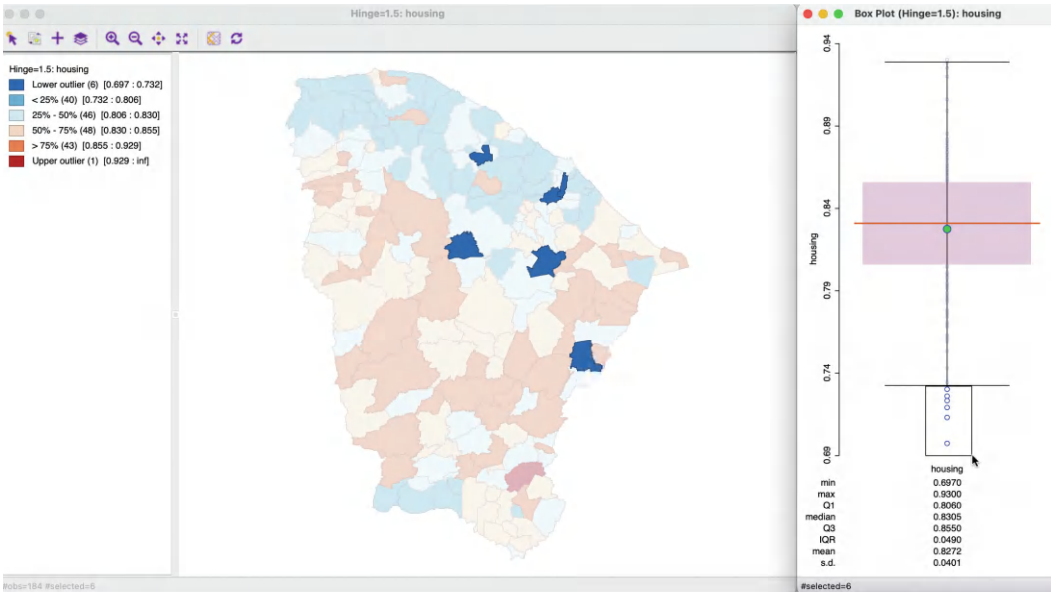 Hinge=1.5: housing
Hinge=1.5: housing
Lower outlier (6) [0.697 : 0.732]
< 25% (40) [0.732 : 0.806]
25% - 50% (46) [0.806 : 0.830]
50% - 75% (48) [0.830 : 0.855]
> 75% (43) [0.855 : 0.929]
Upper outlier (1) [0.929 : inf]
#obs=184 #selected=6
Box Plot (Hinge=1.5): housing
0.94
0.89
0.84
0.79
0.74
0.69
housing
housing
min 0.6970
max 0.9300
Q1 0.8060
median 0.8305
Q3 0.8550
IQR 0.0490
mean 0.8272
s.d. 0.0401
#selected=6